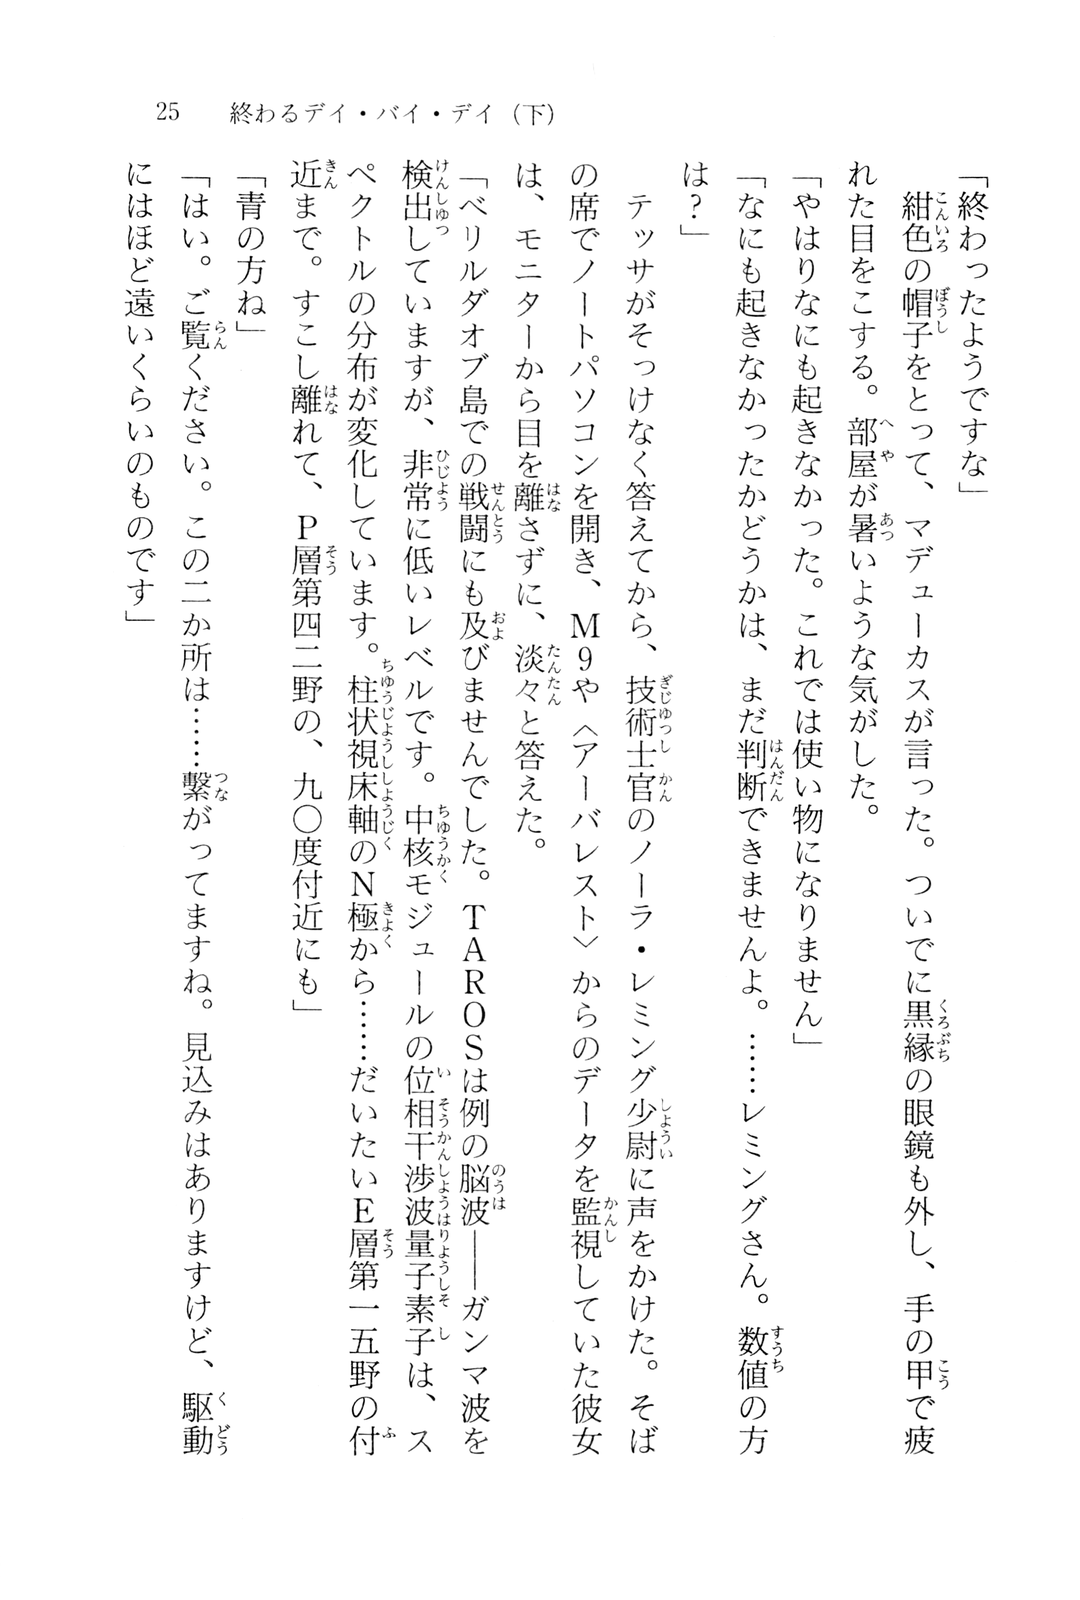 25　終わるデイ・バイ・デイ（下）
「終わったようですな」
　紺色の帽子をとって、マデューカスが言った。ついでに黒縁の眼鏡も外し、手の甲で疲
れた目をこする。部屋が暑いような気がした。
「やはりなにも起きなかった。これでは使い物になりません」
「なにも起きなかったかどうかは、まだ判断できませんよ。……レミングさん。数値の方
は？」
　テッサがそっけなく答えてから、技術士官のノーラ・レミング少尉に声をかけた。そば
の席でノートパソコンを開き、Ｍ９や〈アーバレスト〉からのデータを監視していた彼女
は、モニターから目を離さずに、淡々と答えた。
「ベリルダオブ島での戦闘にも及びませんでした。ＴＡＲＯＳは例の脳波――ガンマ波を
検出していますが、非常に低いレベルです。中核モジュールの位相干渉波量子素子は、ス
ペクトルの分布が変化しています。柱状視床軸のＮ極から……だいたいＥ層第一五野の付
近まで。すこし離れて、Ｐ層第四二野の、九〇度付近にも」
「青の方ね」
「はい。ご覧ください。この二か所は……繋がってますね。見込みはありますけど、駆動
にはほど遠いくらいのものです」